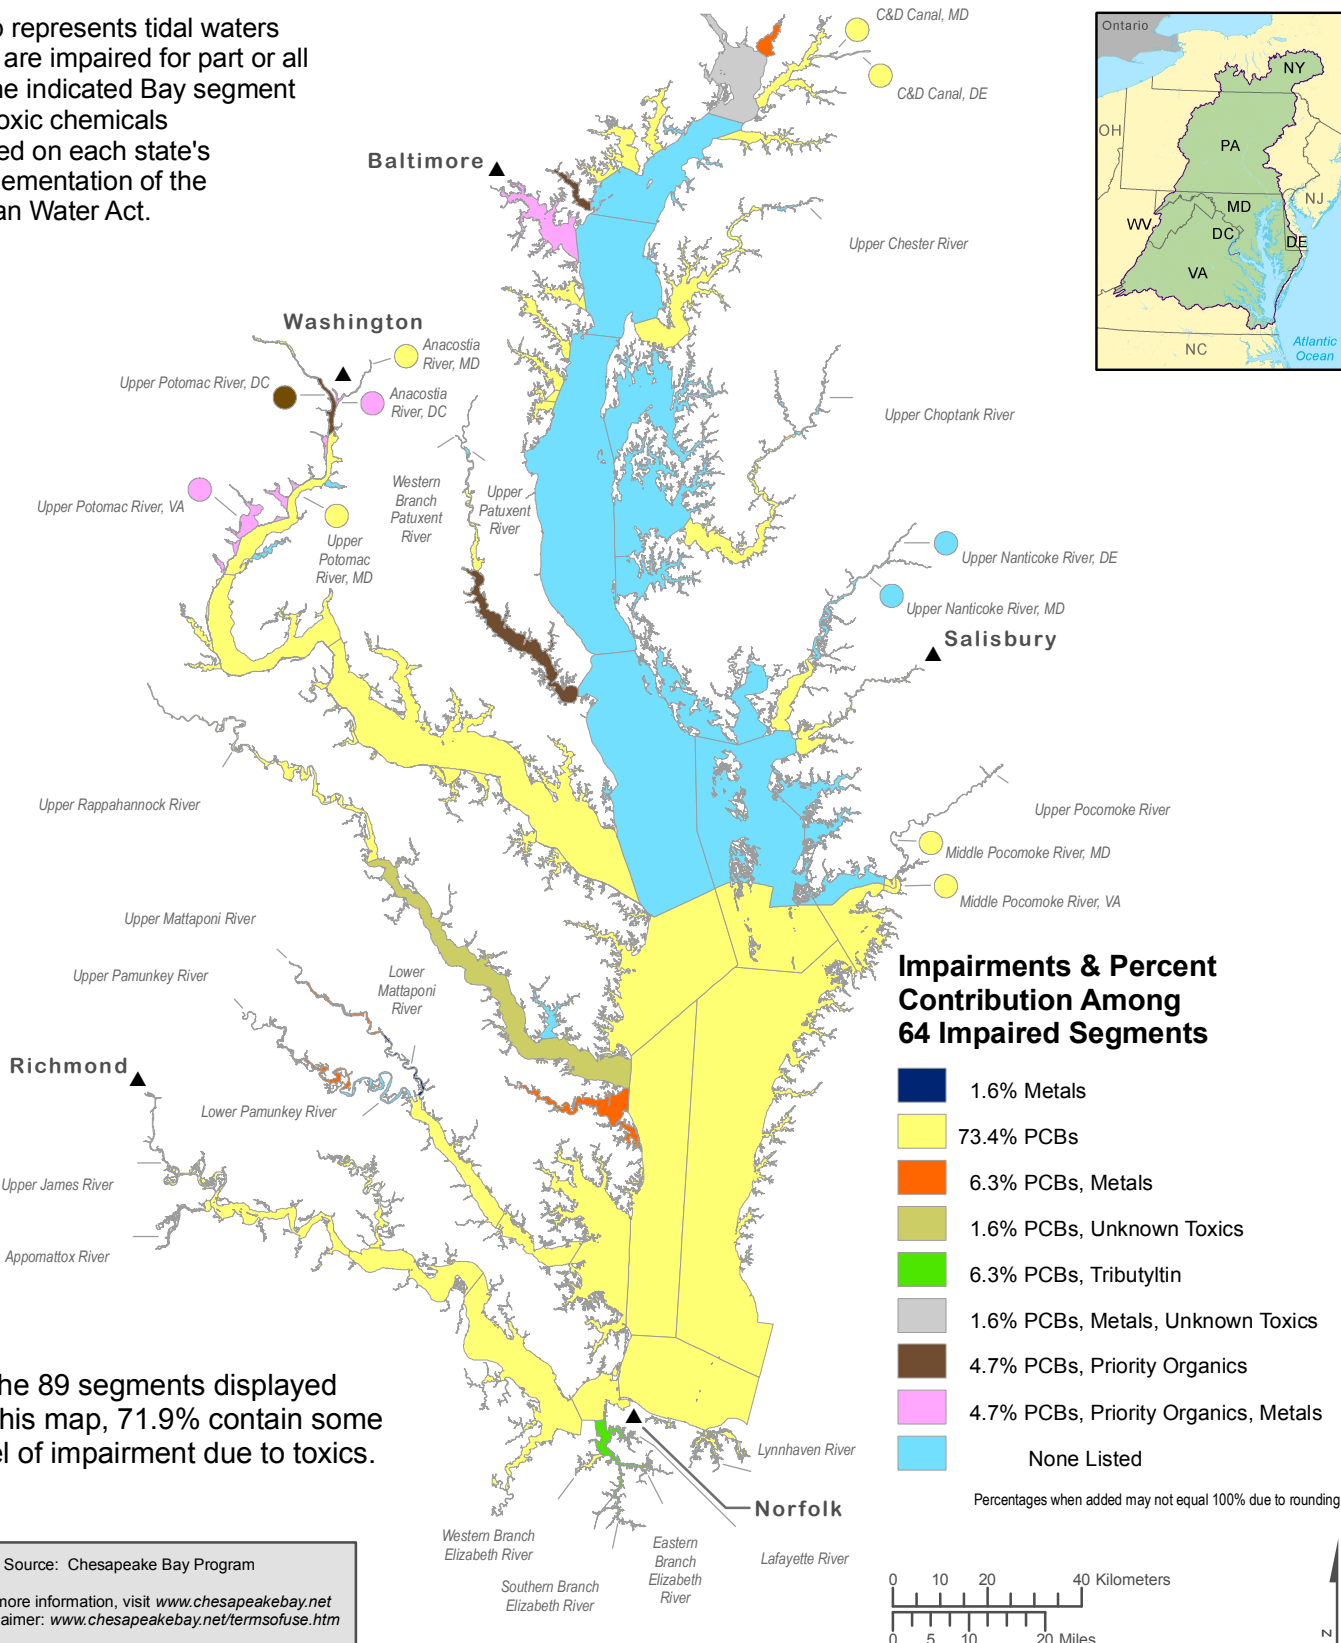 represents tidal waters
are impaired for part or all
indicated Bay segment
toxic chemicals
on each state's
of the
Water Act.
C&D Canal, MD
C&D Canal, DE
Baltimore
Upper Chester River
Washington
Anacostia
River, MD
Upper Potomac River, DC
Anacostia
River, DC
Upper Choptank River
Western
Branch
Patuxent
River
Upper
Patuxent
River
Upper Potomac River, VA
Upper
Potomac
River, MD
Upper Nanticoke River, DE
Upper Nanticoke River, MD
Salisbury
Upper Rappahannock River
Upper Pocomoke River
Middle Pocomoke River, MD
Middle Pocomoke River, VA
Upper Mattaponi River
Upper Pamunkey River
Lower
Mattaponi
River
Richmond
Lower Pamunkey River
Upper James River
Appomattox River
Lynnhaven River
Norfolk
Western Branch
Elizabeth River
Southern Branch
Elizabeth River
Eastern
Branch
Elizabeth
River
Lafayette River
Ontario
NY
OH
PA
NJ
MD
WV
DC
DE
VA
NC
Atlantic
Ocean
Impairments & Percent
Contribution Among
64 Impaired Segments
1.6% Metals
73.4% PCBs
6.3% PCBs, Metals
1.6% PCBs, Unknown Toxics
6.3% PCBs, Tributyltin
1.6% PCBs, Metals, Unknown Toxics
4.7% PCBs, Priority Organics
4.7% PCBs, Priority Organics, Metals
None Listed
Percentages when added may not equal 100% due to rounding
the 89 segments displayed
this map, 71.9% contain some
of impairment due to toxics.
Source: Chesapeake Bay Program
more information, visit www.chesapeakebay.net
www.chesapeakebay.net/termsofuse.htm
0 10 20 40 Kilometers
0 5 10 20 Miles
N